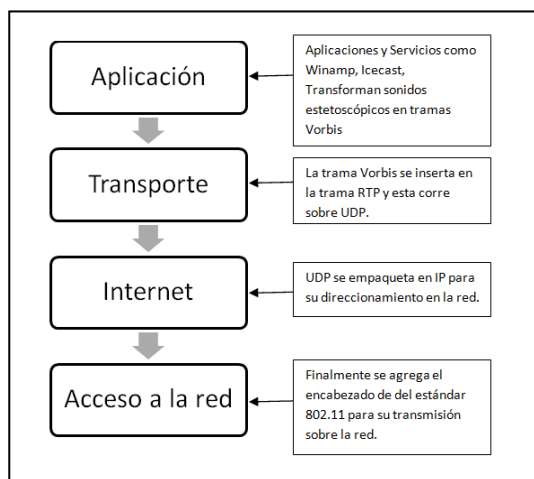 Aplicación
Aplicaciones y Servicios como
Winamp, Icecast,
Transforman sonidos
estetoscópicos en tramas
Vorbis
Transporte
La trama Vorbis se inserta en
la trama RTP y esta corre
sobre UDP.
Internet
UDP se empaqueta en IP para
su direccionamiento en la red.
Acceso a la red
Finalmente se agrega el
encabezado de del estándar
802.11 para su transmisión
sobre la red.